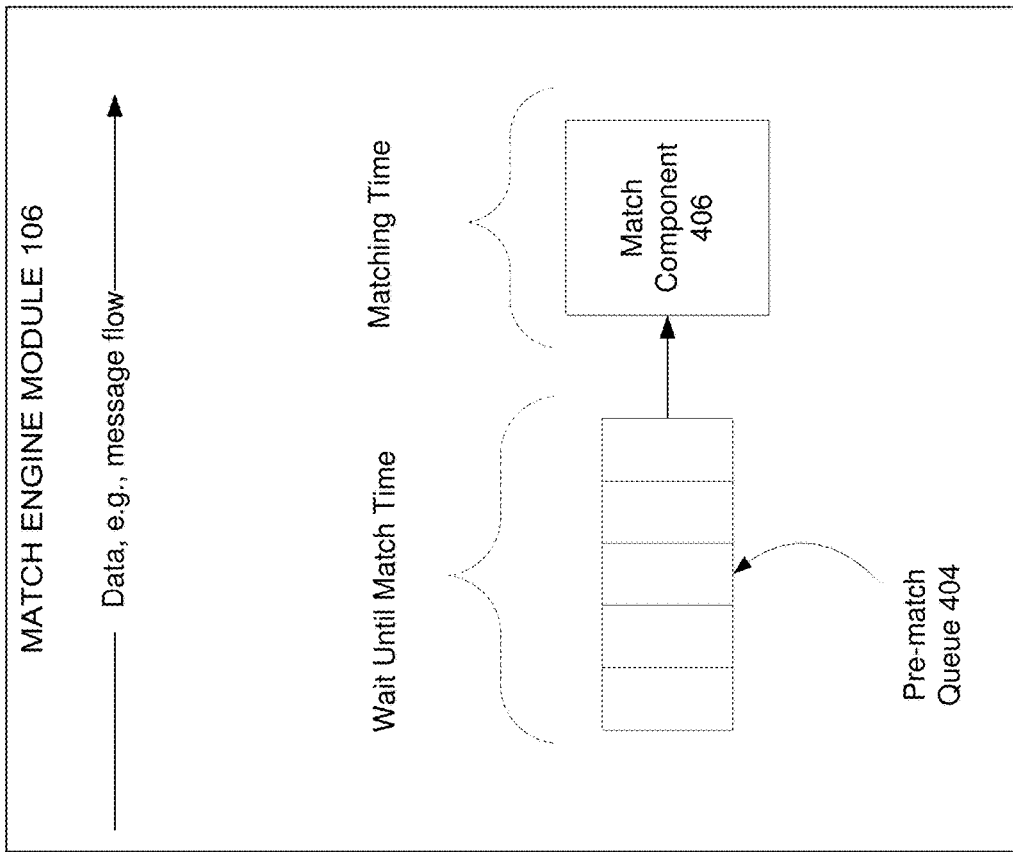 MATCH ENGINE MODULE 106
Data, e.g., message flow
Wait Until Match Time
Matching Time
Match
Component
406
Pre-match
Queue 404